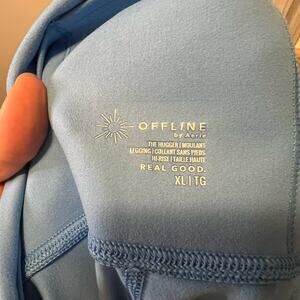 OFFLINE
by Aerie
THE HUGGER | MOULANT
LEGGING | COLLANT SANS PIEDS
HI-RISE | TAILLE HAUTE
REAL GOOD.
XL | TG